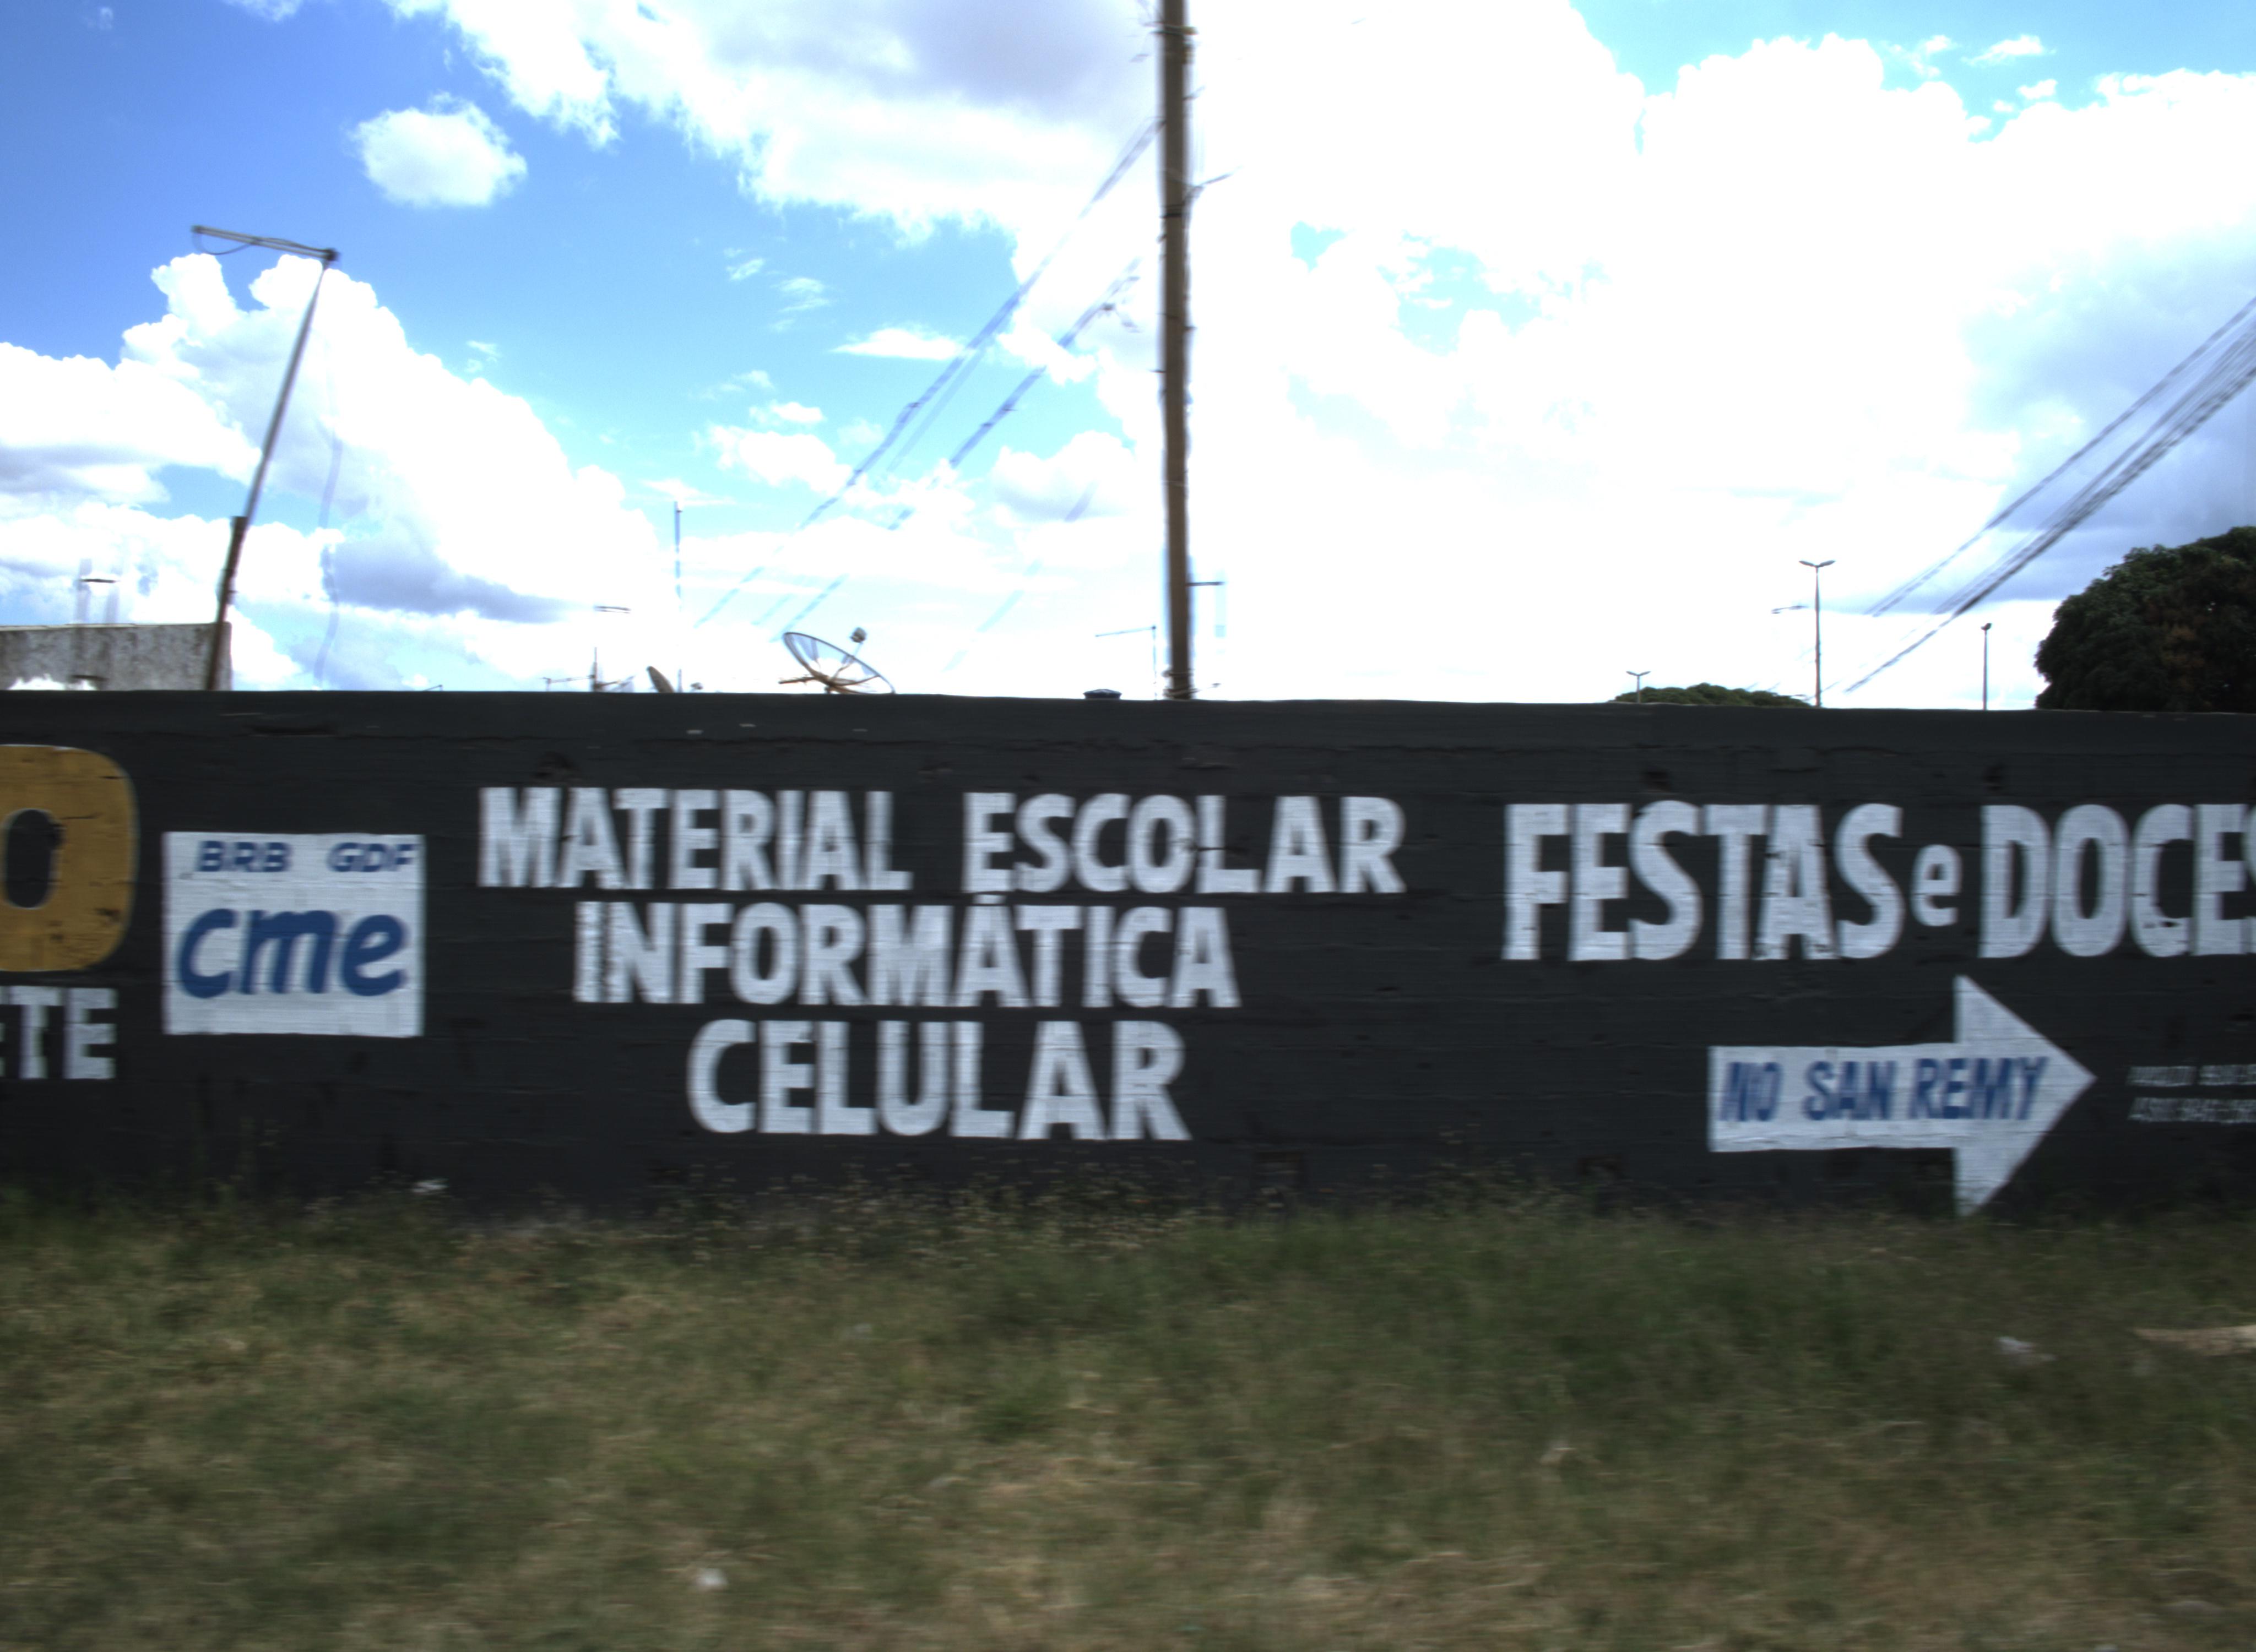 O
ETE
BRB GDF
cme
MATERIAL ESCOLAR
INFORMÁTICA
CELULAR
FESTAS e DOCES
NO SAN REMY